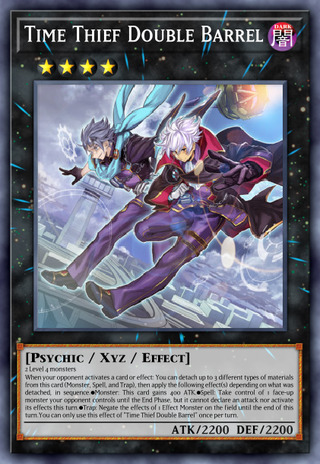 Time Thief Double Barrel
DARK
闇
[Psychic / Xyz / Effect]
2 Level 4 monsters
When your opponent activates a card or effect: You can detach up to 3 different types of materials
from this card (Monster, Spell, and Trap), then apply the following effect(s) depending on what was
detached, in sequence.●Monster: This card gains 400 ATK.●Spell: Take control of 1 face-up
monster your opponent controls until the End Phase, but it cannot declare an attack nor activate
its effects this turn.●Trap: Negate the effects of 1 Effect Monster on the field until the end of this
turn.You can only use this effect of "Time Thief Double Barrel" once per turn.
ATK/2200 DEF/2200